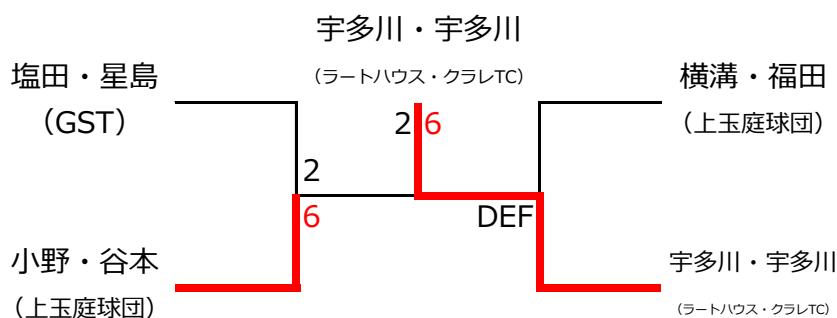 宇多川・宇多川
（ラートハウス・クラレTC）
塩田・星島
（GST）
横溝・福田
（上玉庭球団）
2 6
2
6
DEF
小野・谷本
（上玉庭球団）
宇多川・宇多川
（ラートハウス・クラレTC）